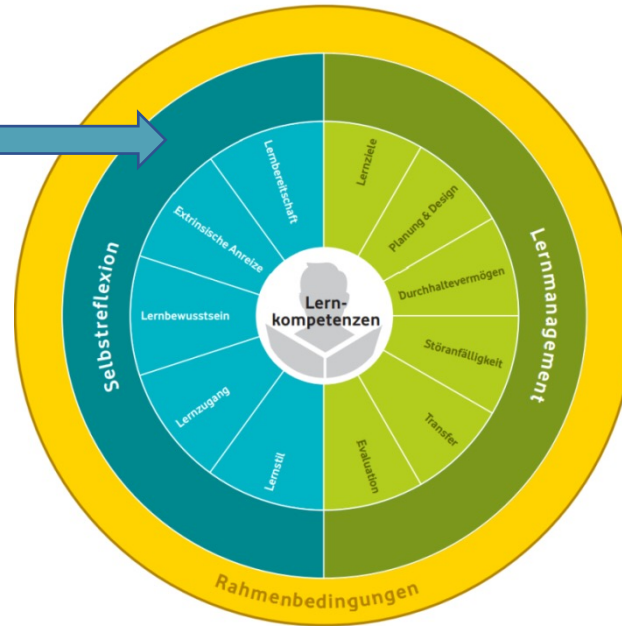 Selbstreflexion
Lernbereitschaft
Extrinsische Anreize
Lernbewusstsein
Lernzugang
Lernstil
Lern-
kompetenzen
Lernmanagement
Lernziele
Planung & Design
Durchhaltevermögen
Störanfälligkeit
Transfer
Evaluation
Rahmenbedingungen